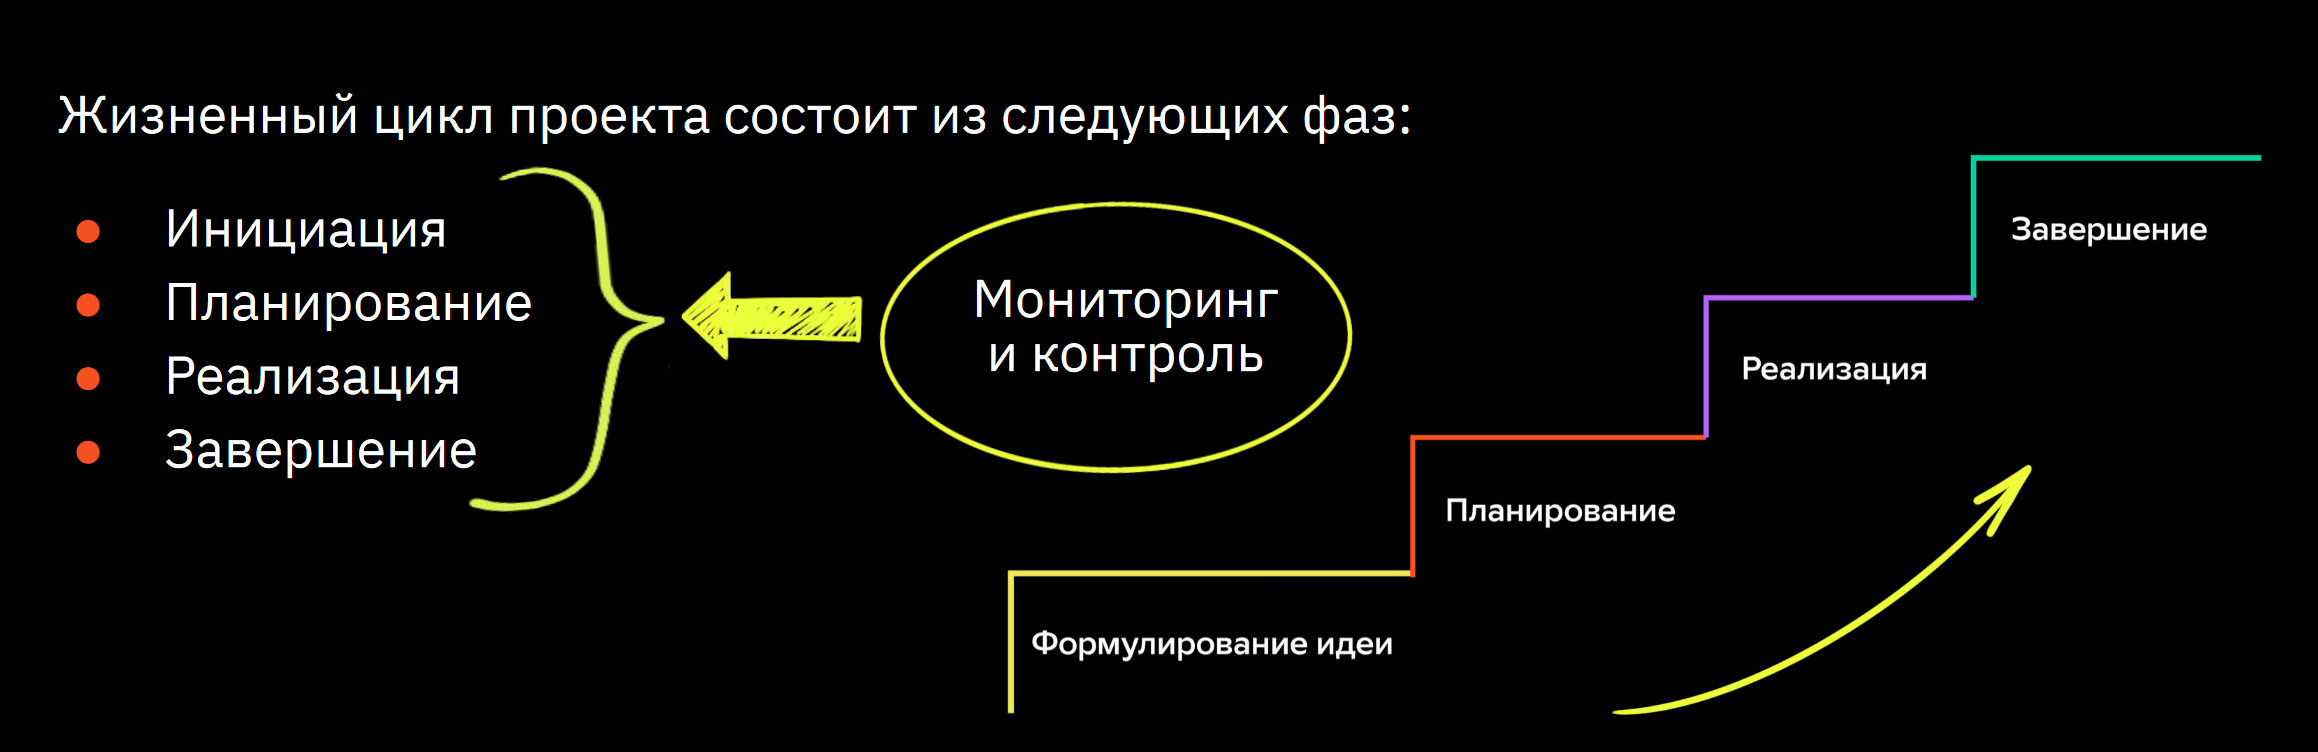 Жизненный цикл проекта состоит из следующих фаз:
Инициация
Планирование
Реализация
Завершение
Мониторинг
и контроль
Завершение
Реализация
Планирование
Формулирование идеи